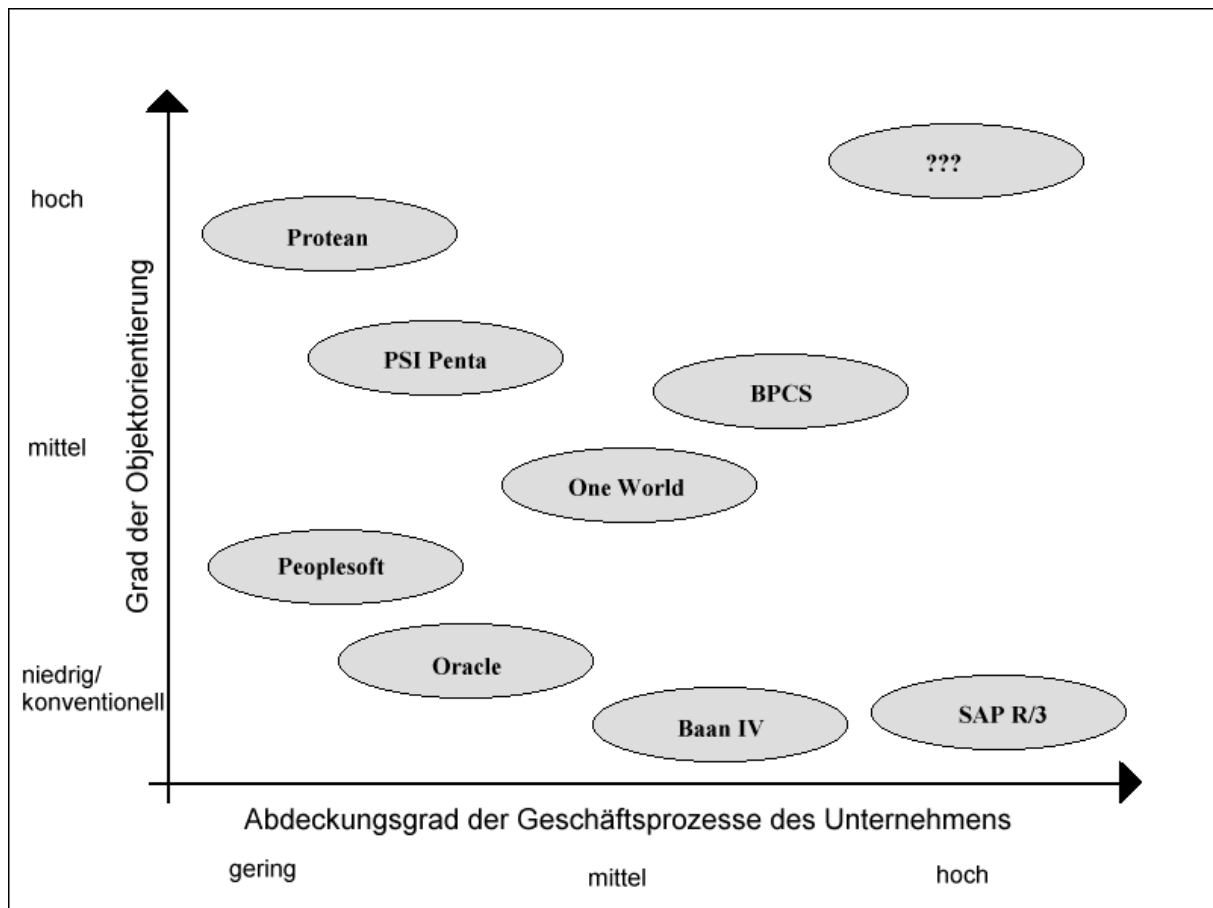 ???
hoch
Protean
PSI Penta
BPCS
mittel
One World
Grad der Objektorientierung
Peoplesoft
Oracle
niedrig/
konventionell
Baan IV
SAP R/3
Abdeckungsgrad der Geschäftsprozesse des Unternehmens
gering
mittel
hoch